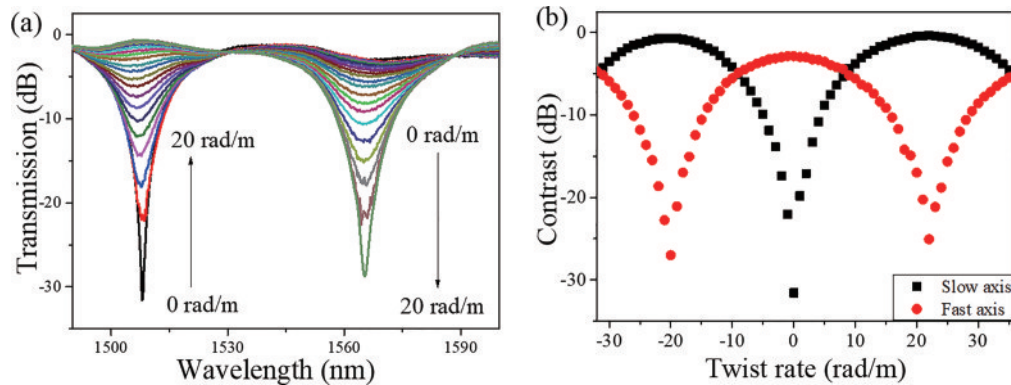 (a)
Transmission (dB)
0
-10
-20
-30
20 rad/m
0 rad/m
0 rad/m
20 rad/m
1500
1530
1560
1590
Wavelength (nm)
(b)
Contrast (dB)
0
-10
-20
-30
Slow axis
Fast axis
-30
-20
-10
0
10
20
30
Twist rate (rad/m)